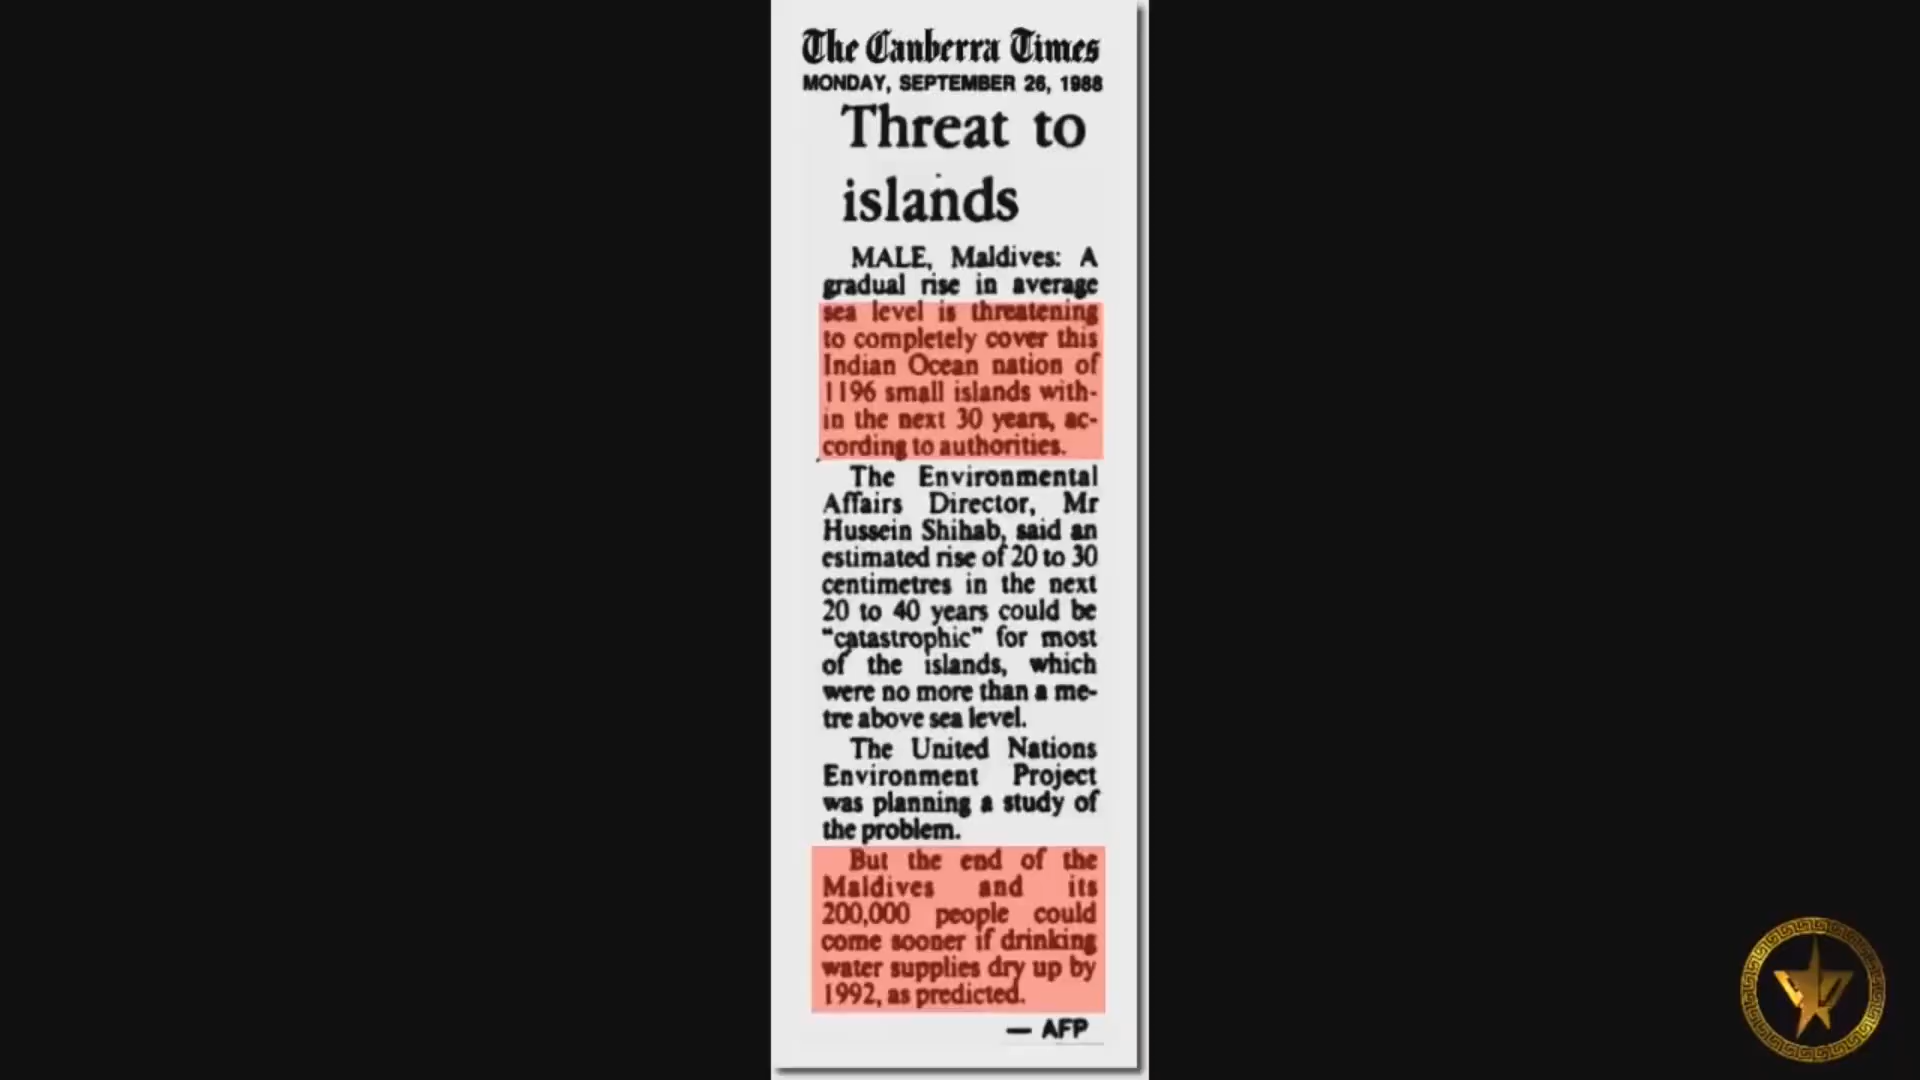 The Canberra Times
MONDAY, SEPTEMBER 26, 1988
Threat to
islands
MALE, Maldives: A
gradual rise in average
sea level is threatening
to completely cover this
Indian Ocean nation of
1196 small islands with-
in the next 30 years, ac-
cording to authorities.
The Environmental
Affairs Director, Mr
Hussein Shihab, said an
estimated rise of 20 to 30
centimetres in the next
20 to 40 years could be
"catastrophic" for most
of the islands, which
were no more than a me-
tre above sea level.
The United Nations
Environment Project
was planning a study of
the problem.
But the end of the
Maldives and its
200,000 people could
come sooner if drinking
water supplies dry up by
1992, as predicted.
— AFP